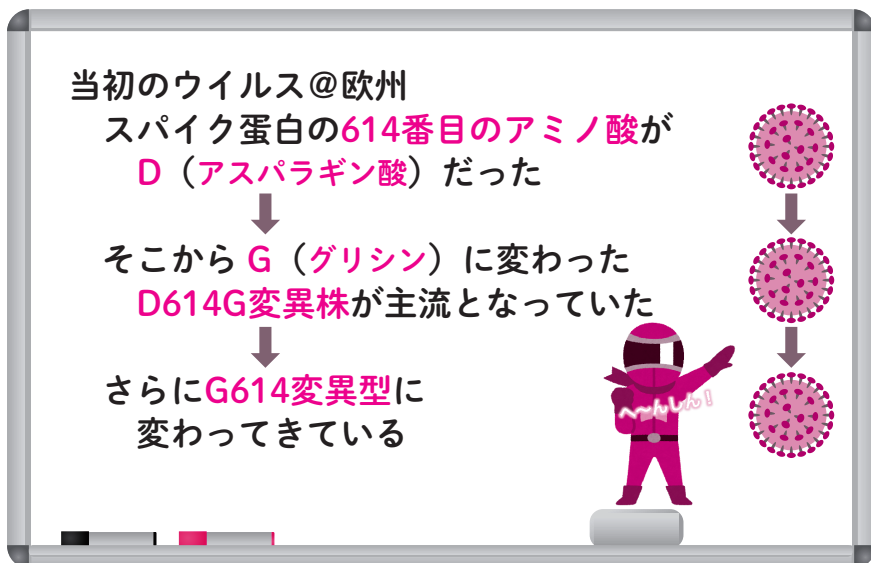 当初のウイルス@欧州
スパイク蛋白の614番目のアミノ酸が
D（アスパラギン酸）だった
そこから G（グリシン）に変わった
D614G変異株が主流となっていた
さらにG614変異型に
変わってきている
へ〜んしん！